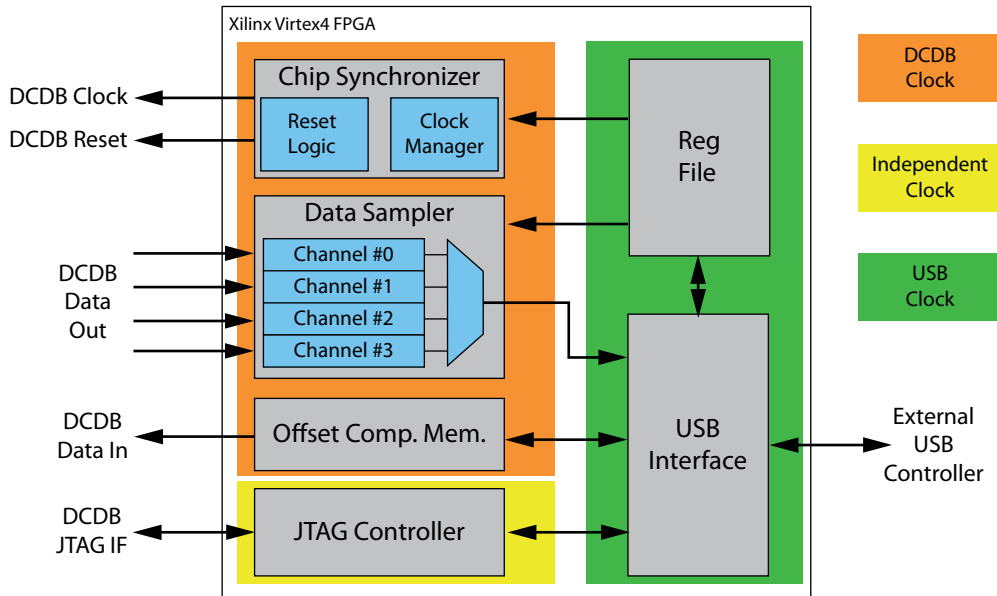 Xilinx Virtex4 FPGA
Chip Synchronizer
Reset
Logic
Clock
Manager
DCDB Clock
DCDB Reset
Data Sampler
Channel #0
Channel #1
Channel #2
Channel #3
DCDB
Data
Out
Offset Comp. Mem.
DCDB
Data In
JTAG Controller
DCDB
JTAG IF
Reg
File
USB
Interface
External
USB
Controller
DCDB
Clock
Independent
Clock
USB
Clock